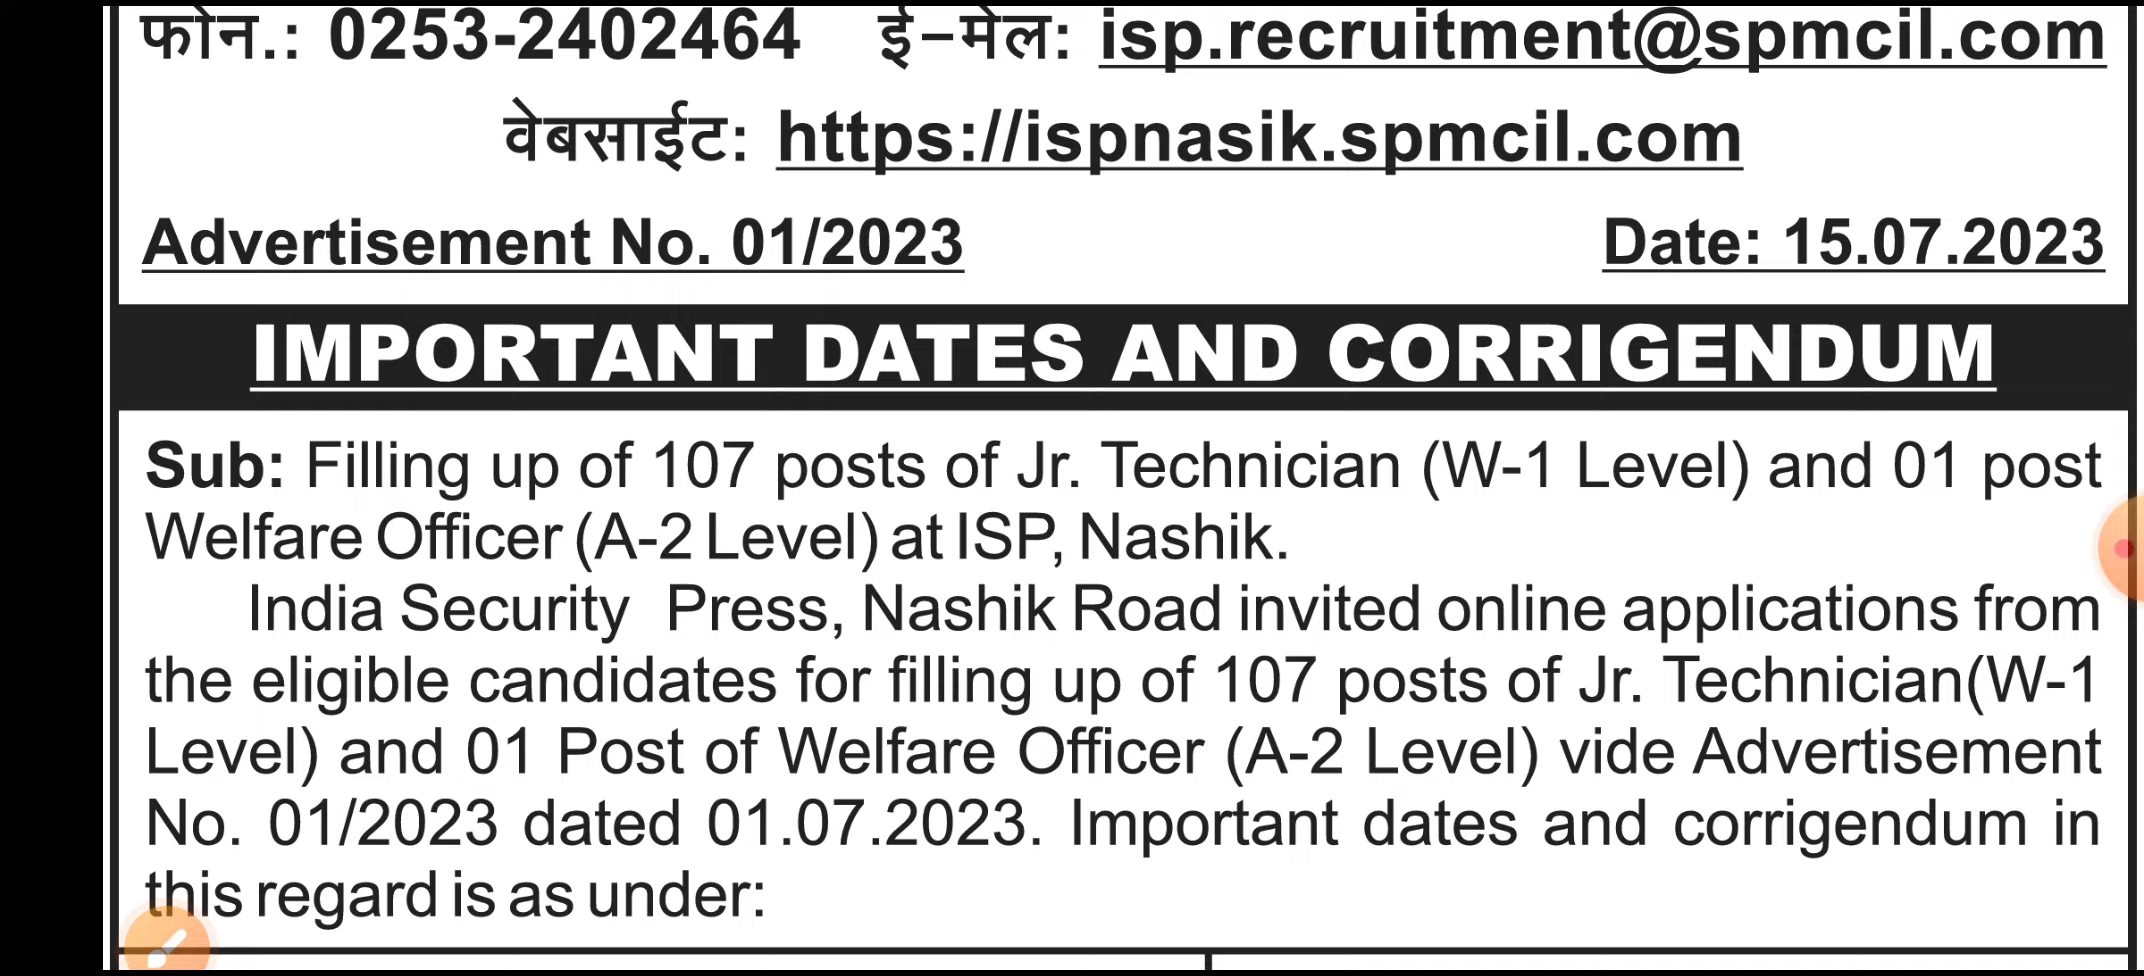 फोन.: 0253-2402464 ई-मेल: isp.recruitment@spmcil.com
वेबसाईट: https://ispnasik.spmcil.com
Advertisement No. 01/2023 Date: 15.07.2023
IMPORTANT DATES AND CORRIGENDUM
Sub: Filling up of 107 posts of Jr. Technician (W-1 Level) and 01 post
Welfare Officer (A-2 Level) at ISP, Nashik.
India Security Press, Nashik Road invited online applications from
the eligible candidates for filling up of 107 posts of Jr. Technician(W-1
Level) and 01 Post of Welfare Officer (A-2 Level) vide Advertisement
No. 01/2023 dated 01.07.2023. Important dates and corrigendum in
this regard is as under: